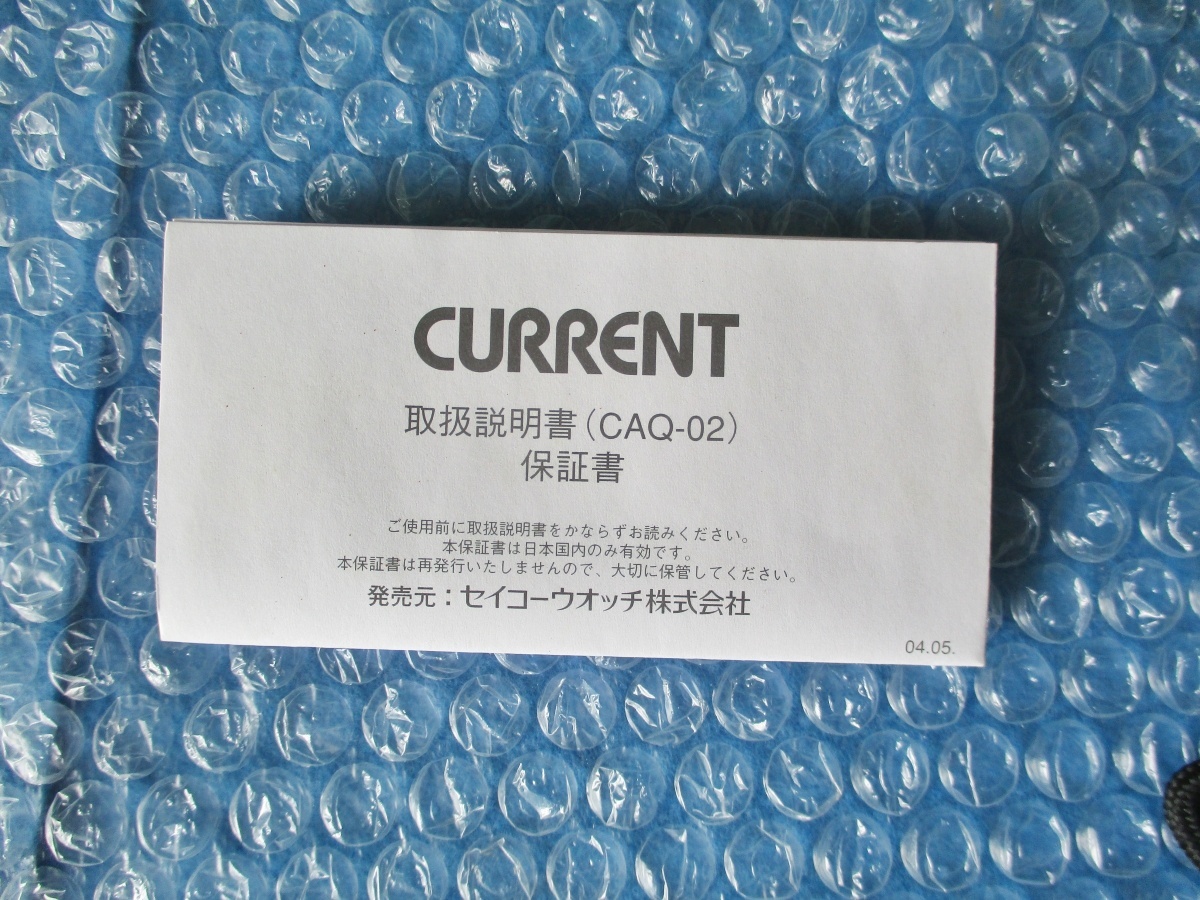 CURRENT
取扱説明書(CAQ-02)
保証書
ご使用前に取扱説明書をかならずお読みください。
本保証書は日本国内のみ有効です。
本保証書は再発行いたしませんので、大切に保管してください。
発売元：セイコーウオッチ株式会社
04.05.